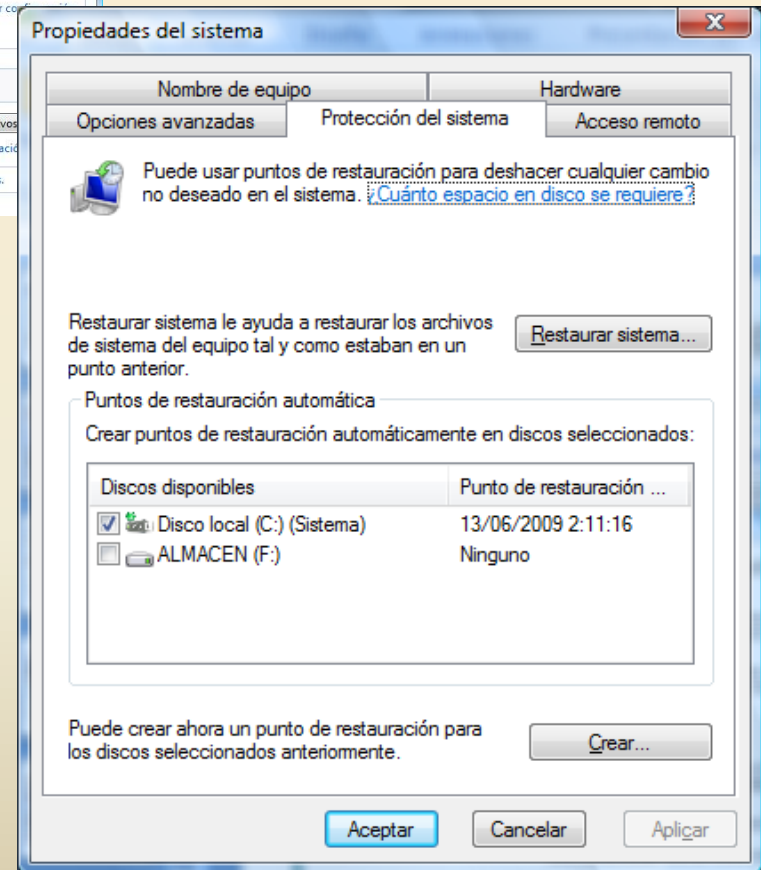 Propiedades del sistema
Nombre de equipo
Hardware
Opciones avanzadas
Protección del sistema
Acceso remoto
Puede usar puntos de restauración para deshacer cualquier cambio
no deseado en el sistema. ¿Cuánto espacio en disco se requiere?
Restaurar sistema le ayuda a restaurar los archivos
de sistema del equipo tal y como estaban en un
punto anterior.
Restaurar sistema...
Puntos de restauración automática
Crear puntos de restauración automáticamente en discos seleccionados:
Discos disponibles
Punto de restauración ...
Disco local (C:) (Sistema)
13/06/2009 2:11:16
ALMACEN (F:)
Ninguno
Puede crear ahora un punto de restauración para
los discos seleccionados anteriormente.
Crear...
Aceptar
Cancelar
Aplicar